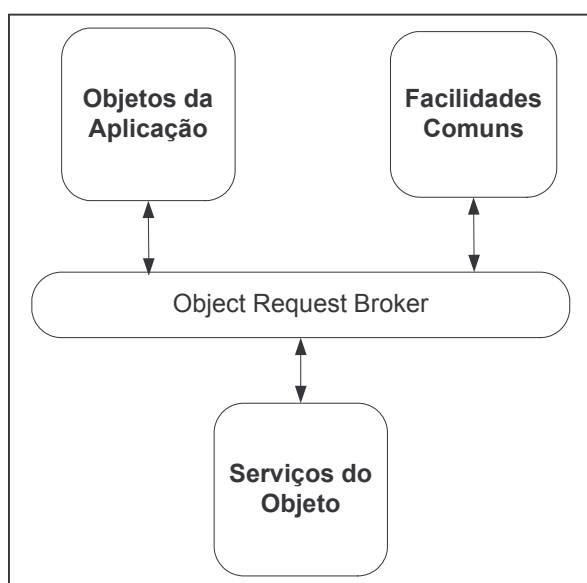 Objetos da
Aplicação
Facilidades
Comuns
Object Request Broker
Serviços do
Objeto